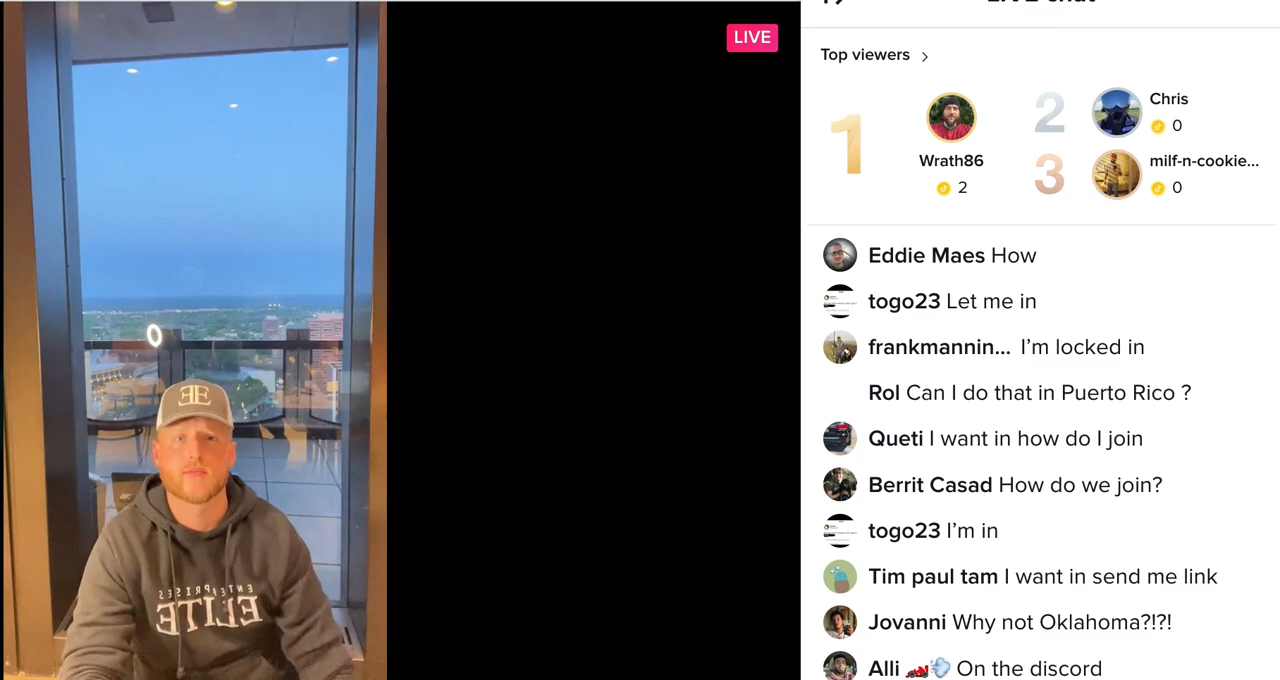 LIVE
Top viewers >
1
Wrath86
2
2
Chris
0
3
milf-n-cookie...
0
Eddie Maes How
togo23 Let me in
frankmannin... I’m locked in
Rol Can I do that in Puerto Rico ?
Queti I want in how do I join
Berrit Casad How do we join?
togo23 I’m in
Tim paul tam I want in send me link
Jovanni Why not Oklahoma?!?!
Alli 🏎️💨 On the discord
EE
ENTERPRISES
ELITE